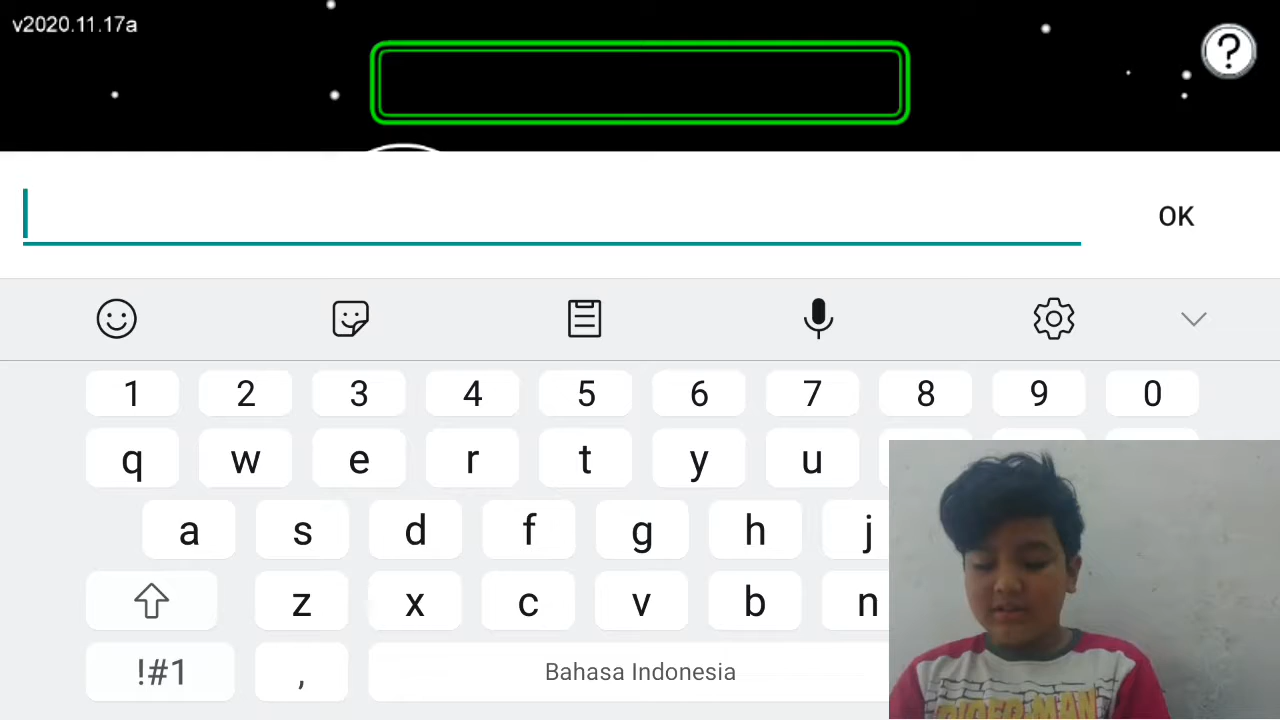 v2020.11.17a
?
OK
1 2 3 4 5 6 7 8 9 0
q w e r t y u
a s d f g h j
z x c v b n
!#1 , Bahasa Indonesia